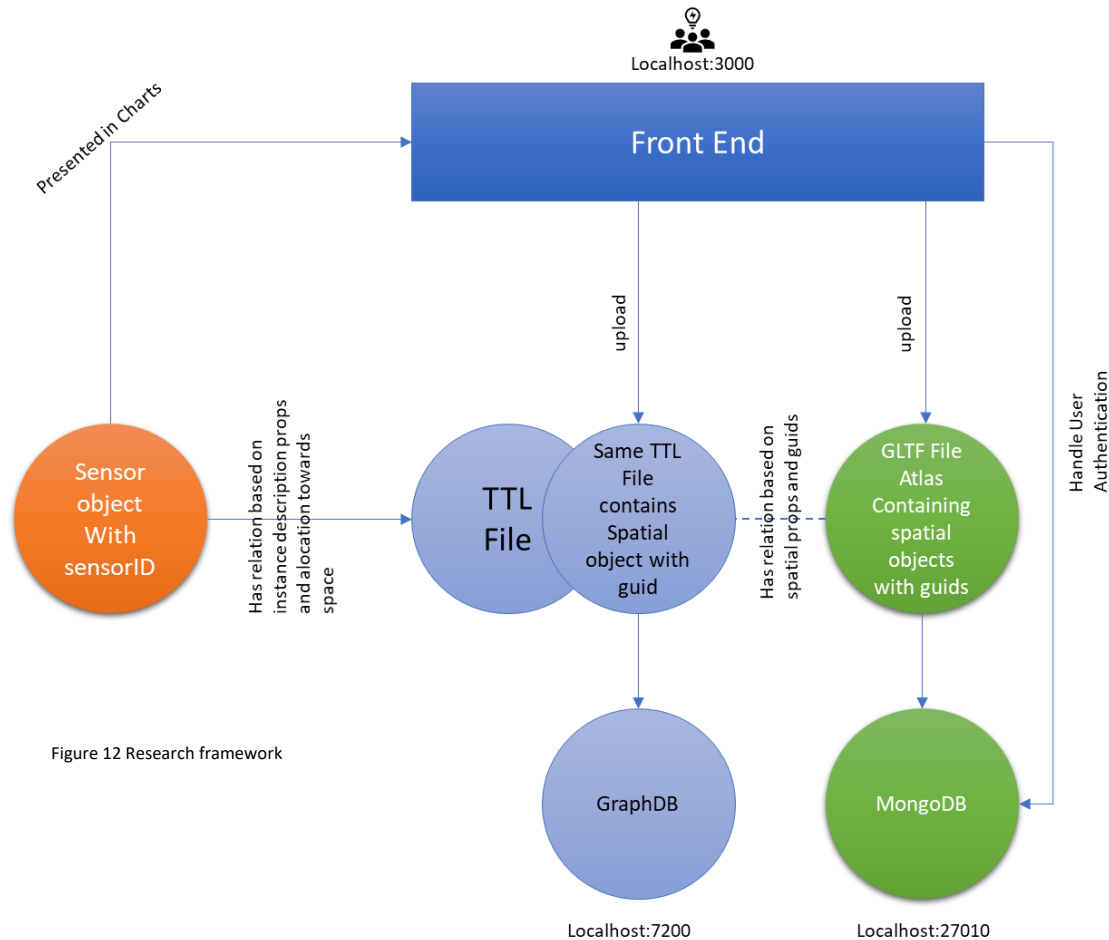 Localhost:3000
Front End
Presented in Charts
upload
upload
Handle User
Authentication
Sensor
object
With
sensorID
Has relation based on
instance description props
and alocation towards
space
TTL
File
Same TTL
File
contains
Spatial
object with
guid
Has relation based on
spatial props and guids
GLTF File
Atlas
Containing
spatial
objects
with guids
Figure 12 Research framework
GraphDB
MongoDB
Localhost:7200
Localhost:27010